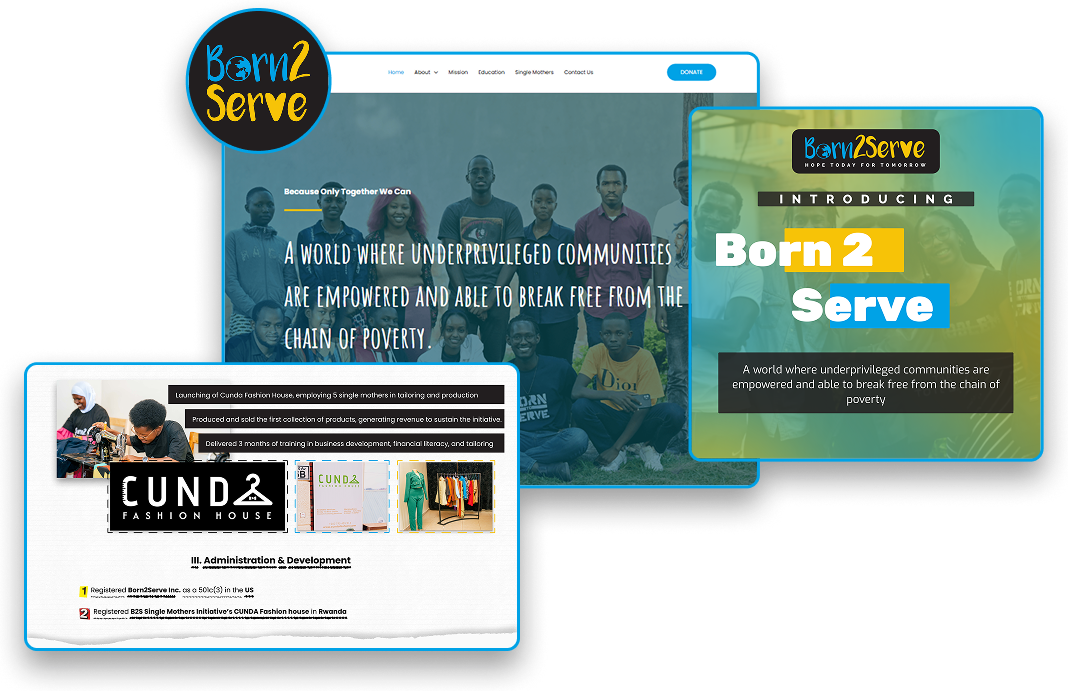 Born2
Serve
Home About Mission Education Single Mothers Contact Us DONATE
Because Only Together We Can
A WORLD WHERE UNDERPRIVILEGED COMMUNITIES
ARE EMPOWERED AND ABLE TO BREAK FREE FROM THE
CHAIN OF POVERTY.
Dior
Born2Serve
HOPE TODAY FOR TOMORROW
INTRODUCING
Born 2
Serve
A world where underprivileged communities are
empowered and able to break free from the chain of
poverty
Launching of Cunda Fashion House, employing 5 single mothers in tailoring and production
Produced and sold the first collection of products, generating revenue to sustain the initiative.
Delivered 3 months of training in business development, financial literacy, and tailoring
CUNDA
FASHION HOUSE
CUNDA
FASHION HOUSE
III. Administration & Development
1 Registered Born2Serve Inc. as a 501c(3) in the US
2 Registered B2S Single Mothers Initiative's CUNDA Fashion house in Rwanda